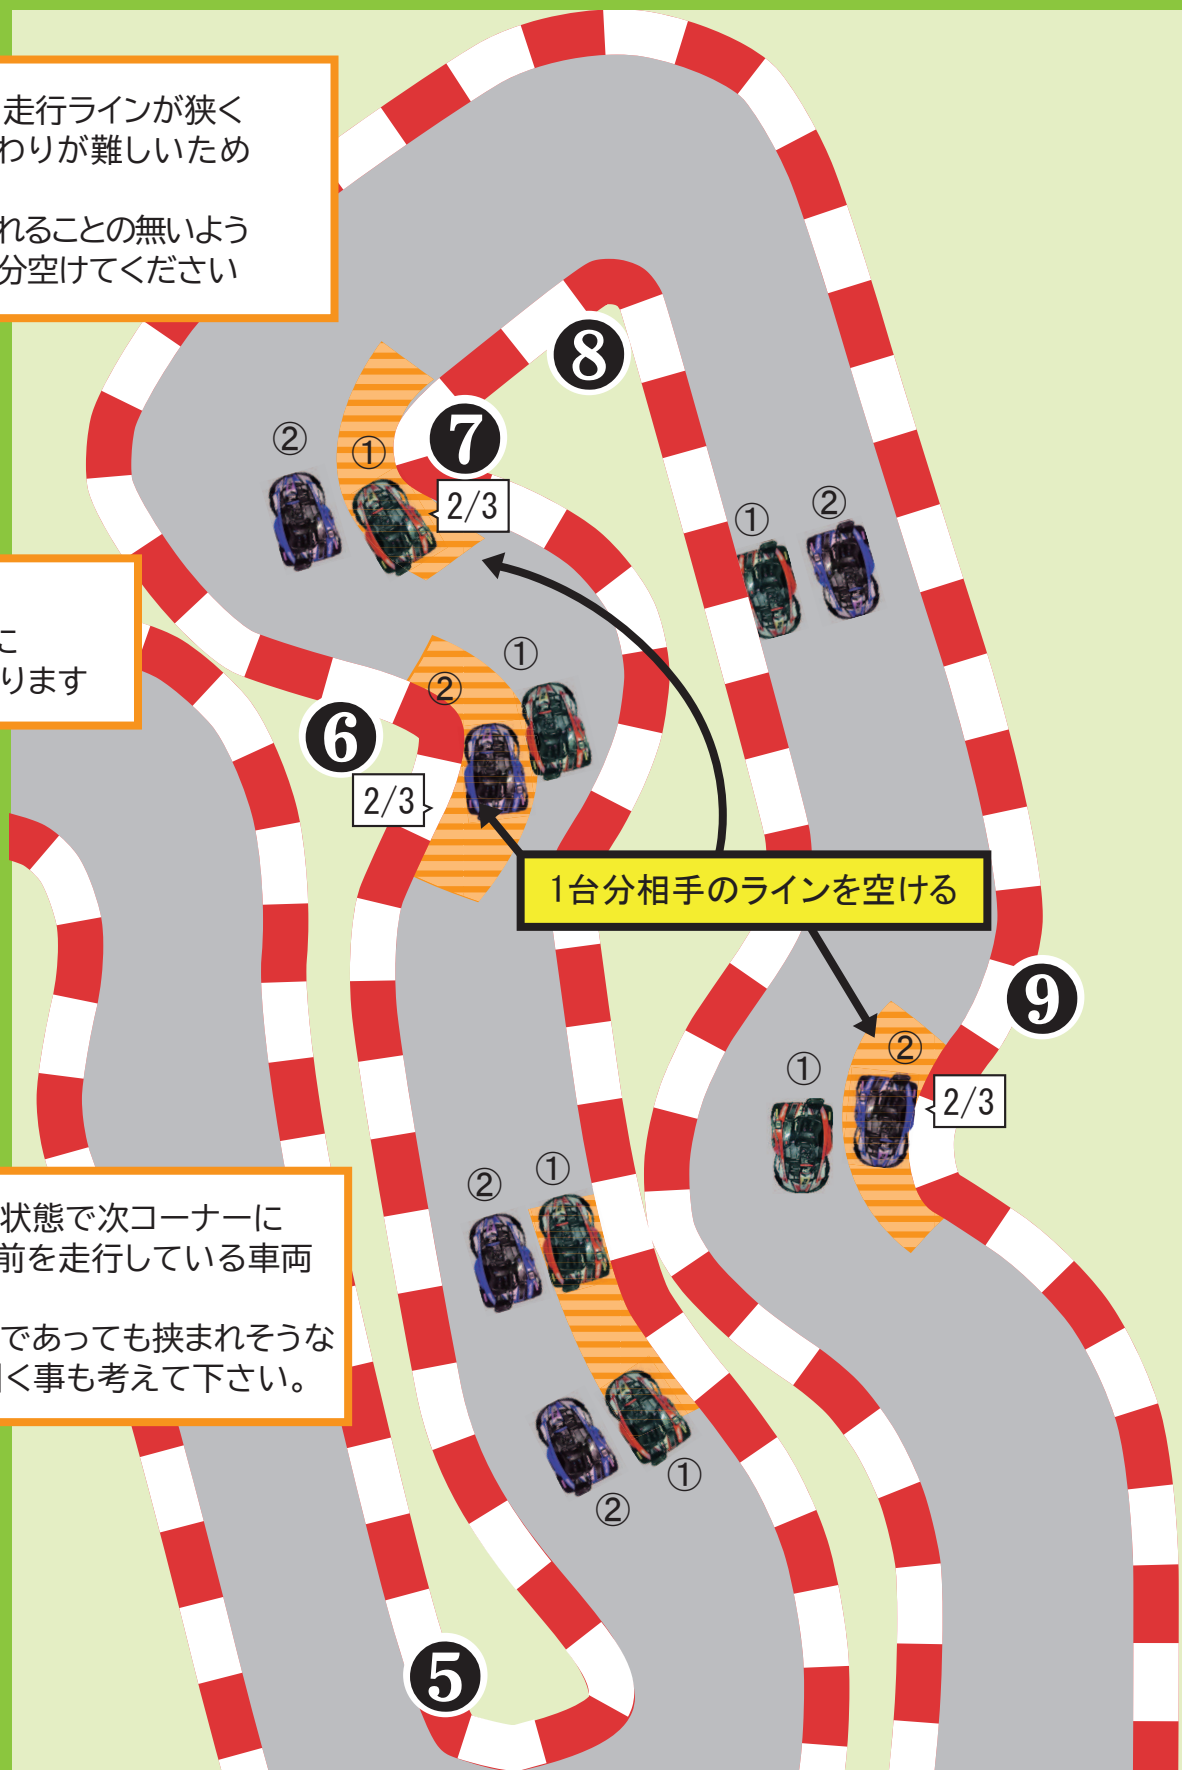 走行ラインが狭く
わりが難しいため
れることの無いよう
分空けてください
8
7
②
①
2/3
①
②
に
ります
①
②
6
2/3
1台分相手のラインを空ける
9
②
①
2/3
①
②
状態で次コーナーに
前を走行している車両
であっても挟まれそうな
く事も考えて下さい。
①
②
5